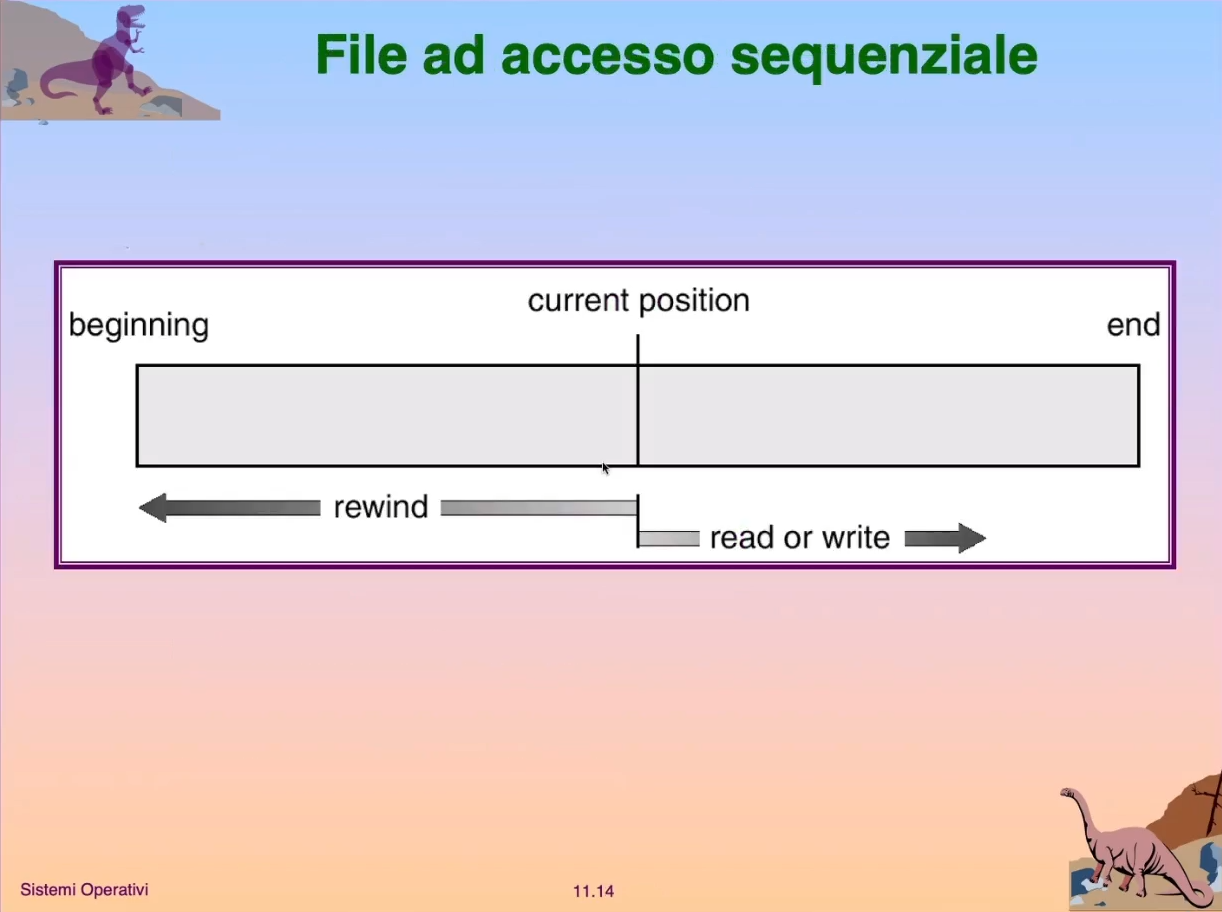 File ad accesso sequenziale
current position
beginning
end
rewind
read or write
Sistemi Operativi
11.14